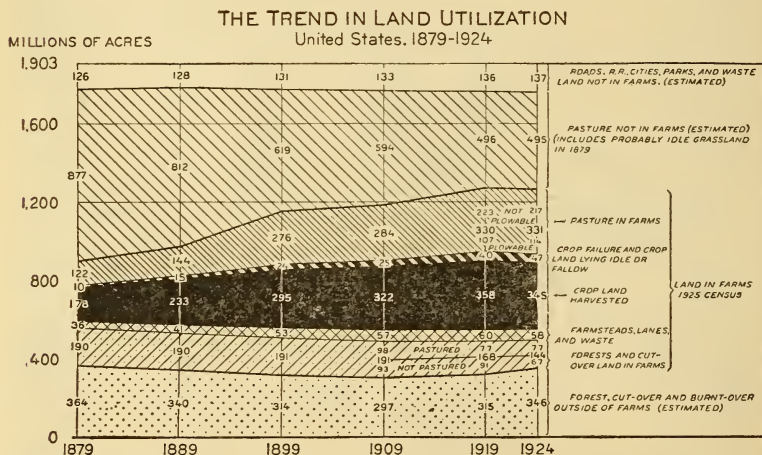 THE TREND IN LAND UTILIZATION
MILLIONS OF ACRES
United States. 1879-1924
1,903
126 128 131 133 136 137
ROADS. R.R., CITIES, PARKS, AND WASTE
LAND NOT IN FARMS. (ESTIMATED)
1,600
877 812 619 594 496 495
PASTURE NOT IN FARMS (ESTIMATED)
(INCLUDES PROBABLY IDLE GRASSLAND
IN 1879
1,200
122 144 276 284
223 NOT 217
PLOWABLE
330 331
107 114
PLOWABLE
PASTURE IN FARMS
10 15 24 25 40 47
CROP FAILURE AND CROP
LAND LYING IDLE OR
FALLOW
800
178 233 295 322 358 345
CROP LAND
HARVESTED
LAND IN FARMS
1925 CENSUS
36 53 57 60 58
FARMSTEADS, LANES,
AND WASTE
400
190 190 191
98 PASTURED 77 77
191 168 144
93 NOT PASTURED 91 67
FORESTS AND CUT-
OVER LAND IN FARMS
364 340 314 297 315 346
FOREST, CUT-OVER AND BURNT-OVER
OUTSIDE OF FARMS (ESTIMATED)
0
1879 1889 1899 1909 1919 1924